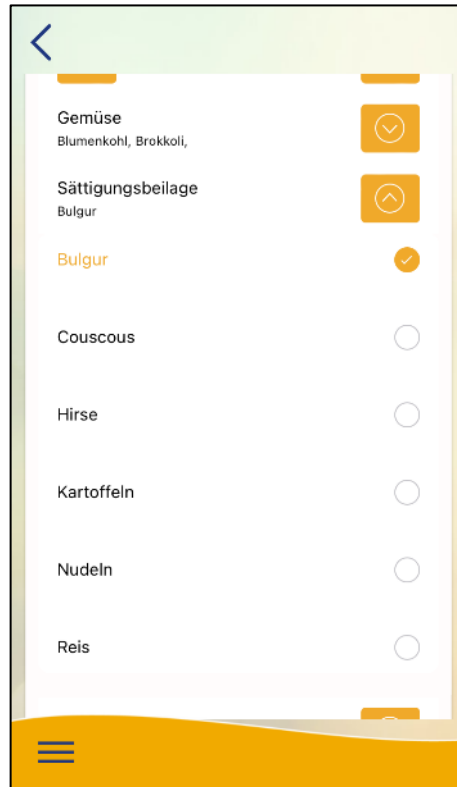 Gemüse
Blumenkohl, Brokkoli,
Sättigungsbeilage
Bulgur
Bulgur
Couscous
Hirse
Kartoffeln
Nudeln
Reis